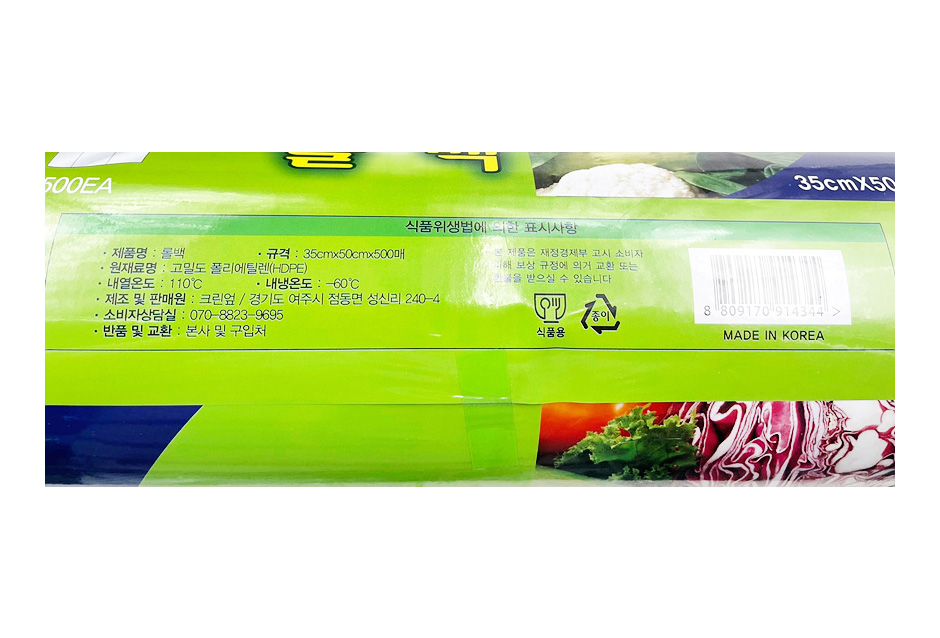 롤 백
500EA
35cmX50
식품위생법에 의한 표시사항
· 제품명 : 롤백 · 규격 : 35cmx50cmx500매
· 원재료명 : 고밀도 폴리에틸렌(HDPE)
· 내열온도 : 110℃ · 내냉온도 : -60℃
· 제조 및 판매원 : 크린엎 / 경기도 여주시 점동면 성신리 240-4
· 소비자상담실 : 070-8823-9695
· 반품 및 교환 : 본사 및 구입처
· 본 제품은 재정경제부 고시 소비자
피해 보상 규정에 의거 교환 또는
받으실 수 있습니다
식품용
종이
8 809170 914344 >
MADE IN KOREA